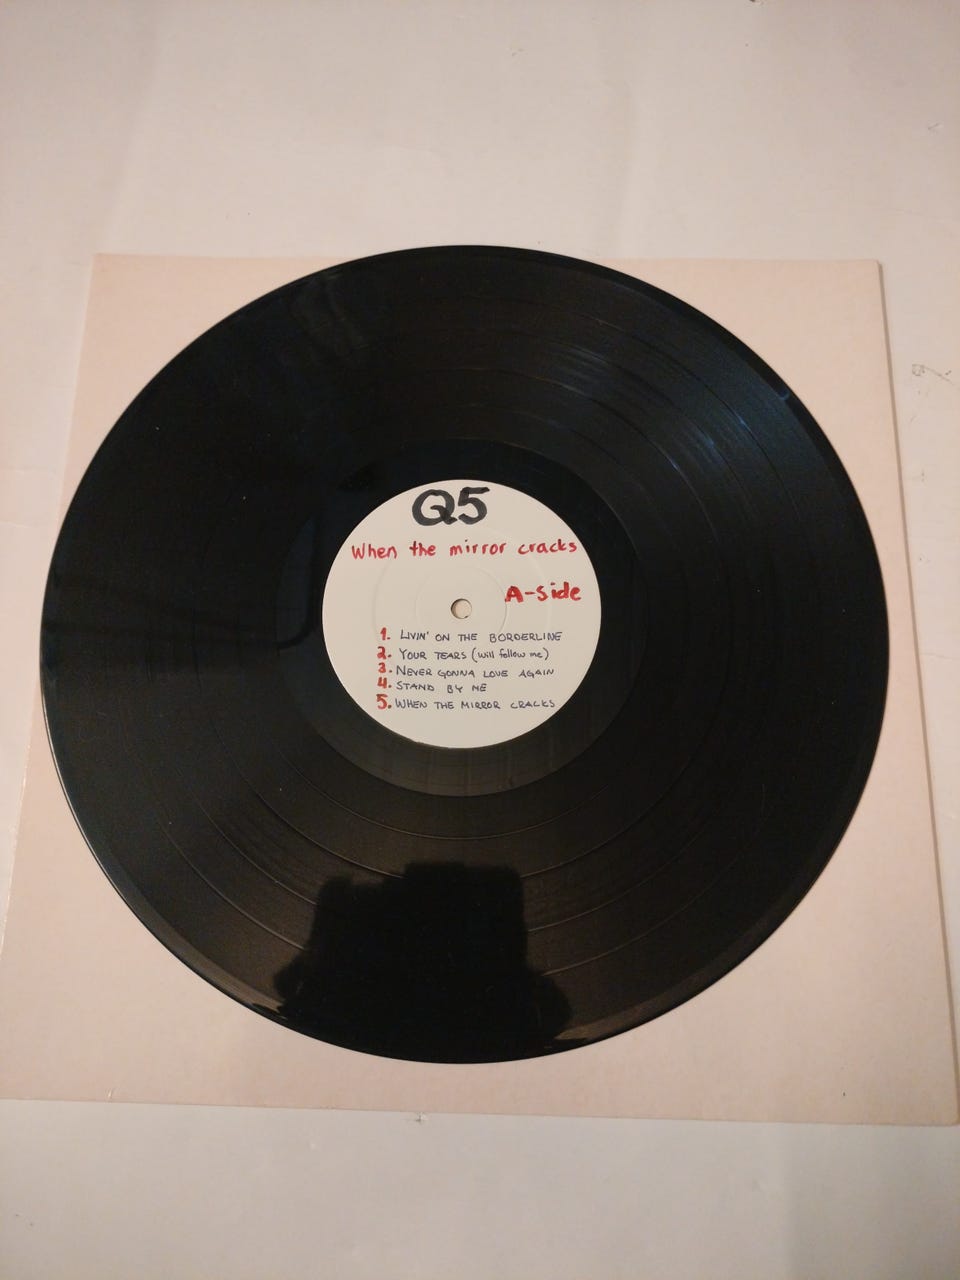 Q5
When the mirror cracks
A-side
1. LIVIN' ON THE BORDERLINE
2. YOUR TEARS (will follow me)
3. NEVER GONNA LOVE AGAIN
4. STAND BY ME
5. WHEN THE MIRROR CRACKS